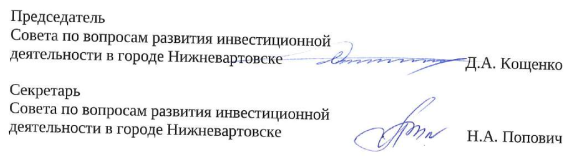 Председатель
Совета по вопросам развития инвестиционной
деятельности в городе Нижневартовске Д.А. Кощенко
Секретарь
Совета по вопросам развития инвестиционной
деятельности в городе Нижневартовске Н.А. Попович